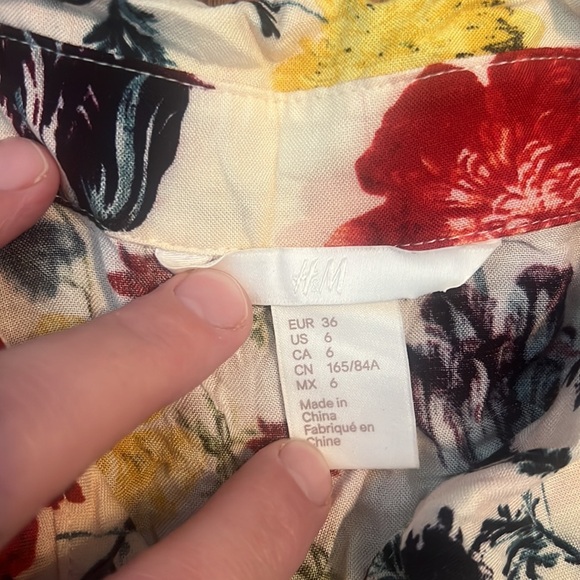 H&M
EUR 36
US 6
CA 6
CN 165/84A
MX 6
Made in
China
Fabriqué en
Chine